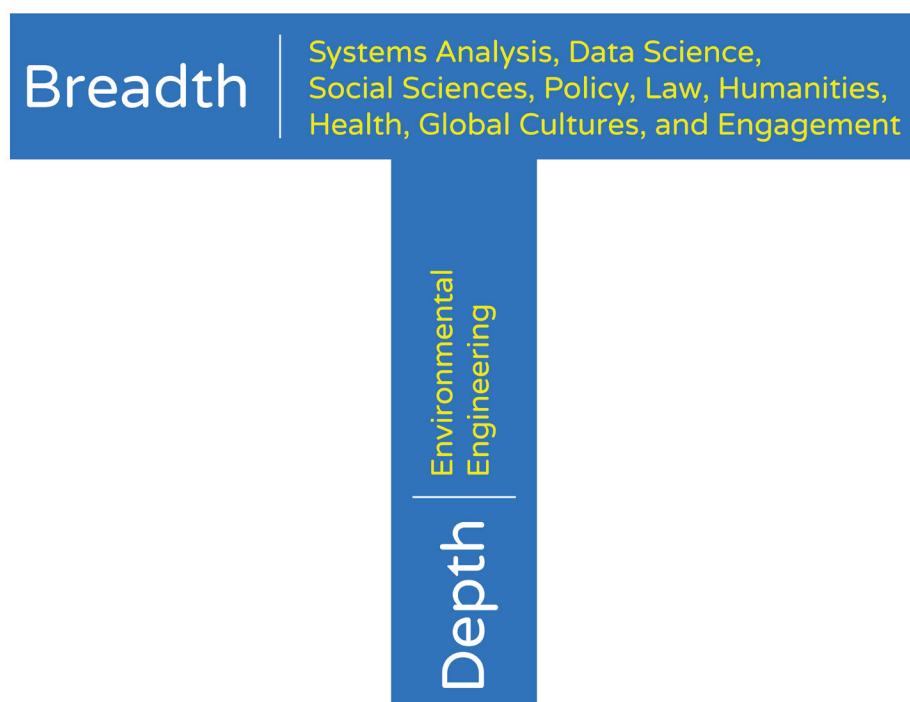 Breadth
Systems Analysis, Data Science,
Social Sciences, Policy, Law, Humanities,
Health, Global Cultures, and Engagement
Environmental
Engineering
Depth